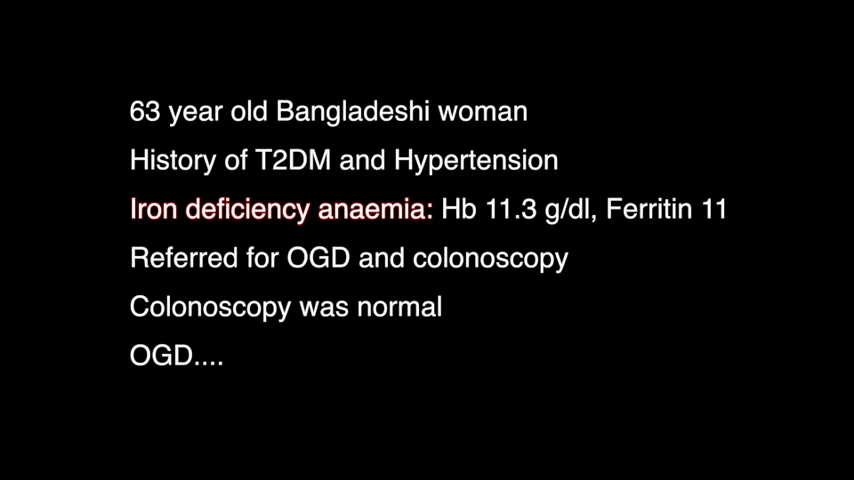 63 year old Bangladeshi woman
History of T2DM and Hypertension
Iron deficiency anaemia: Hb 11.3 g/dl, Ferritin 11
Referred for OGD and colonoscopy
Colonoscopy was normal
OGD....